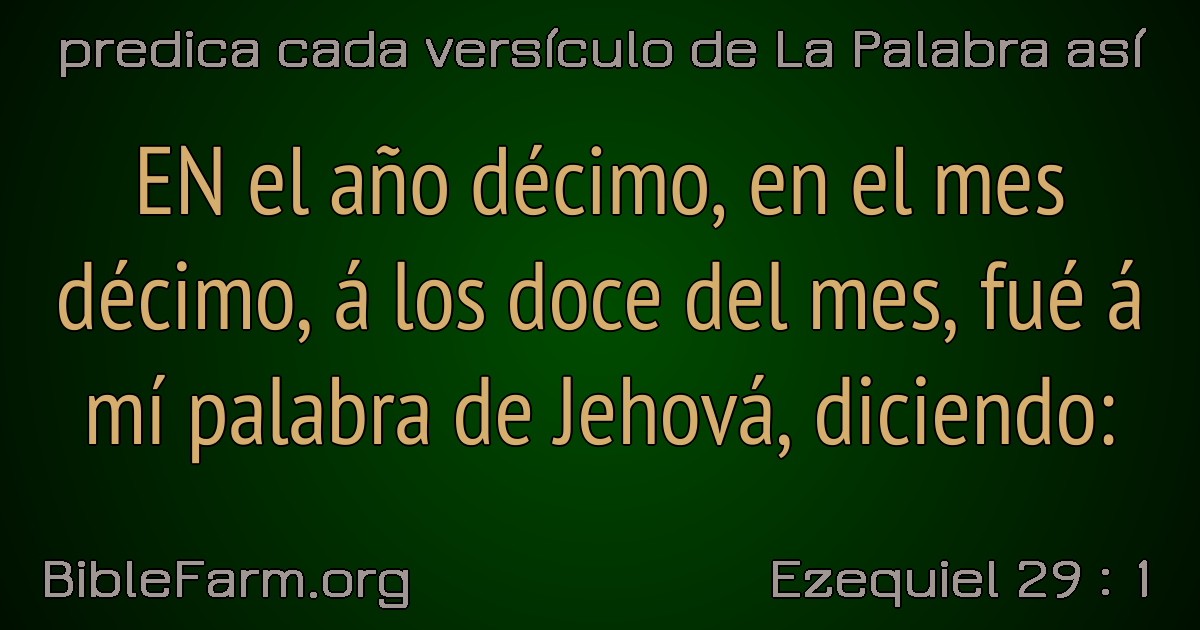 predica cada versículo de La Palabra así
EN el año décimo, en el mes
décimo, á los doce del mes, fué á
mí palabra de Jehová, diciendo:
BibleFarm.org
Ezequiel 29 : 1